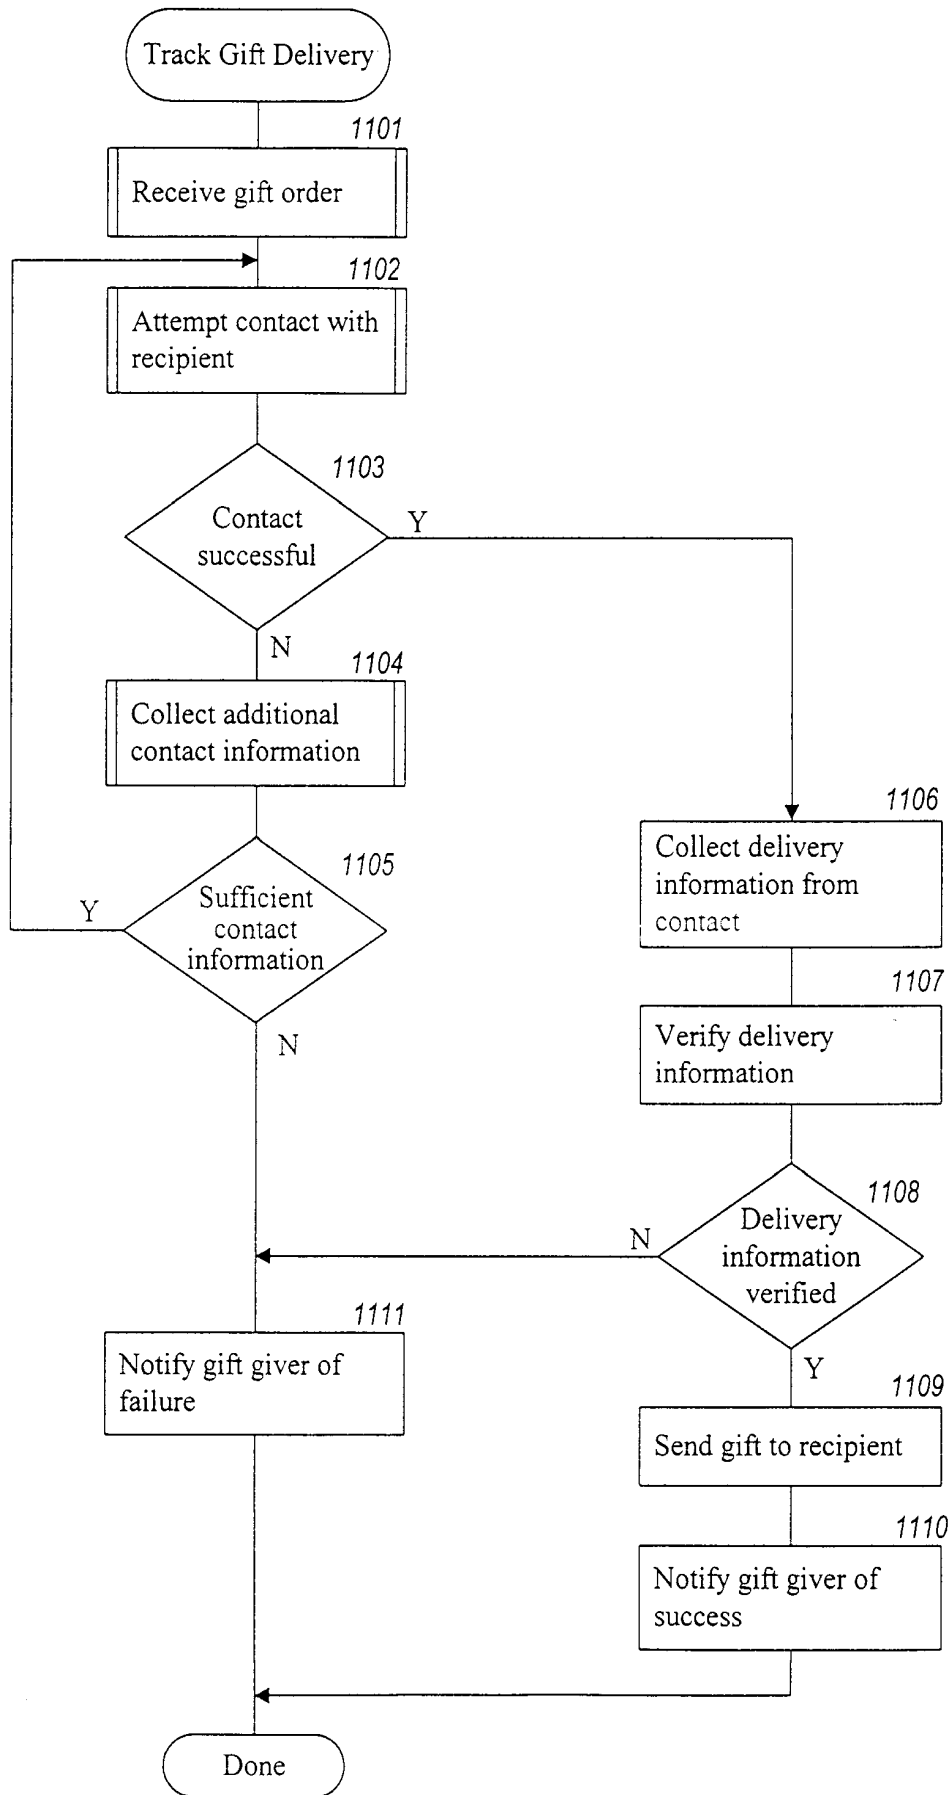 Track Gift Delivery
1101
Receive gift order
1102
Attempt contact with
recipient
1103
Contact
successful
Y
N
1104
Collect additional
contact information
1105
Sufficient
contact
information
Y
N
1106
Collect delivery
information from
contact
1107
Verify delivery
information
1108
Delivery
information
verified
N
Y
1111
Notify gift giver of
failure
1109
Send gift to recipient
1110
Notify gift giver of
success
Done